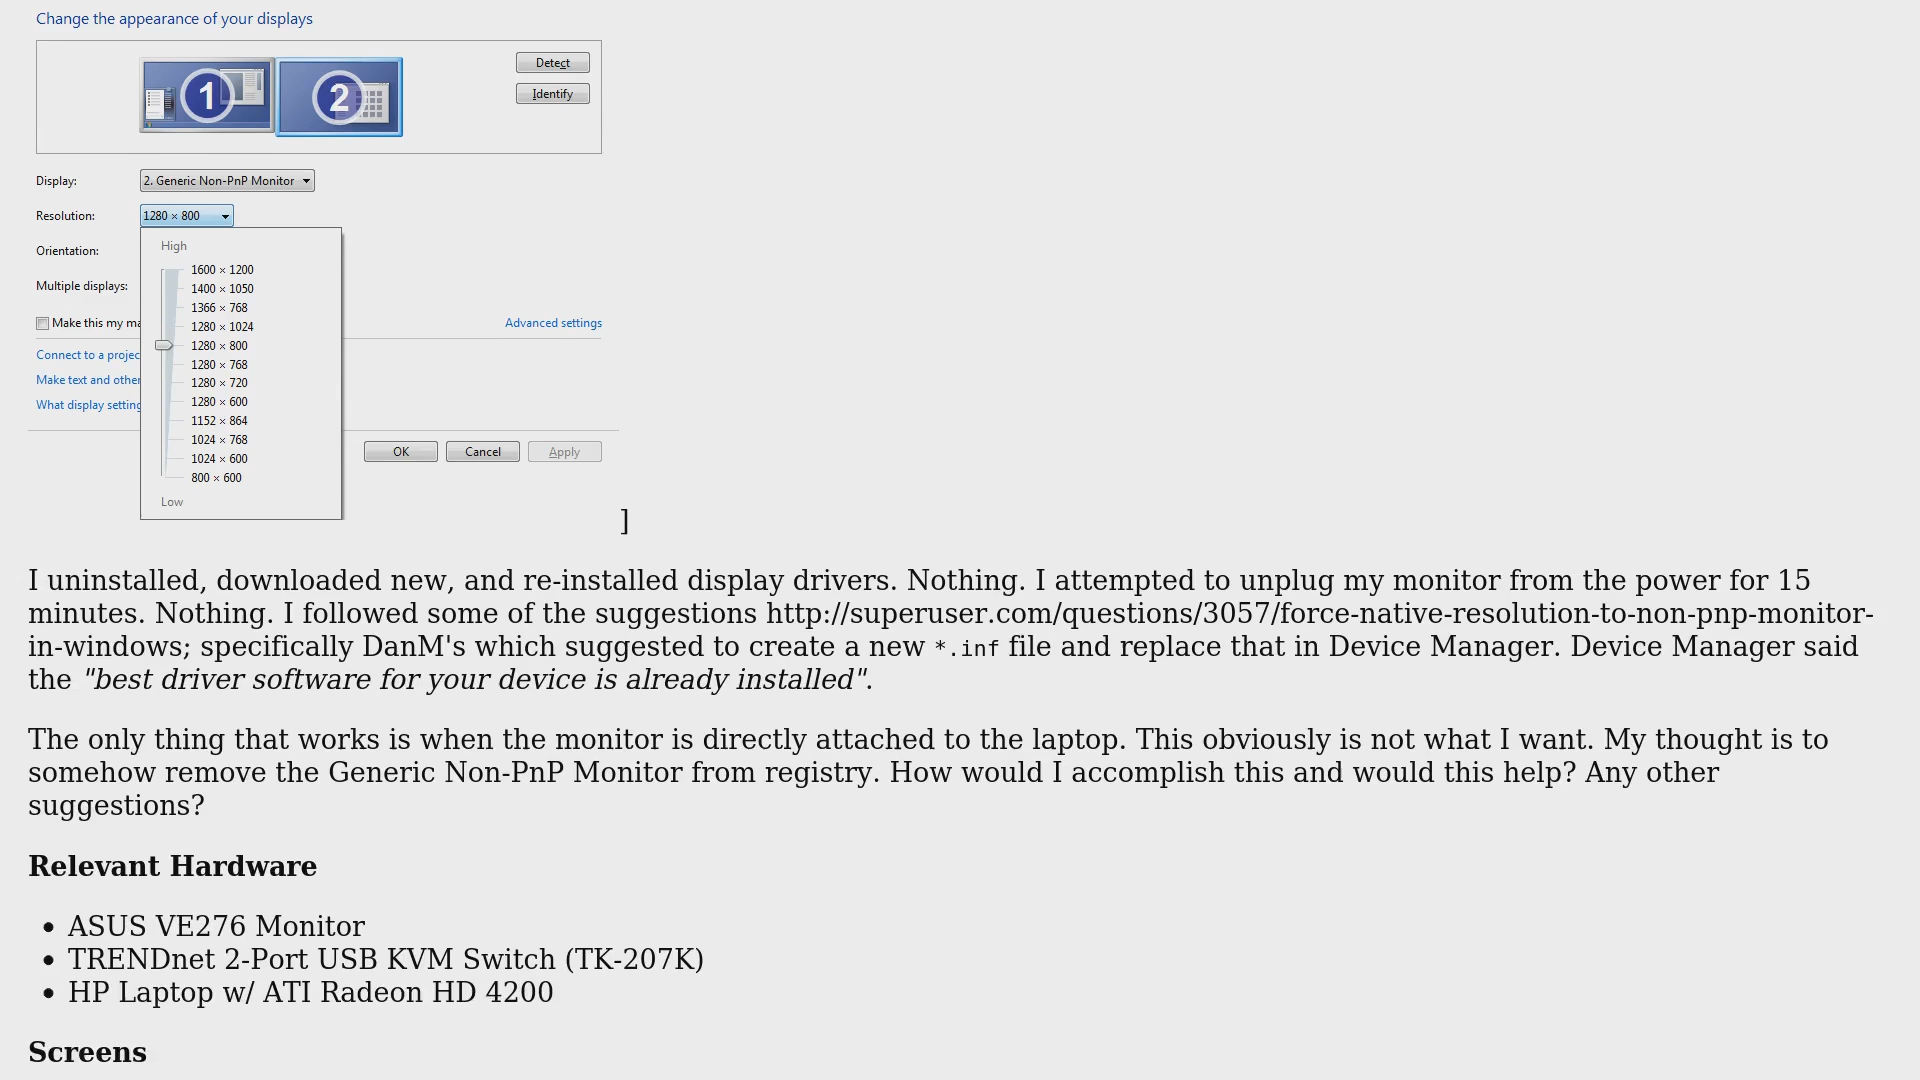 Change the appearance of your displays
1
2
Detect
Identify
Display:
2. Generic Non-PnP Monitor
Resolution:
1280 × 800
High
Orientation:
1600 × 1200
1400 × 1050
Multiple displays:
1366 × 768
Make this my ma
1280 × 1024
Advanced settings
1280 × 800
Connect to a projec
1280 × 768
Make text and other
1280 × 720
What display setting
1280 × 600
1152 × 864
1024 × 768
OK
Cancel
Apply
1024 × 600
800 × 600
Low
]
I uninstalled, downloaded new, and re-installed display drivers. Nothing. I attempted to unplug my monitor from the power for 15
minutes. Nothing. I followed some of the suggestions http://superuser.com/questions/3057/force-native-resolution-to-non-pnp-monitor-
in-windows; specifically DanM's which suggested to create a new *.inf file and replace that in Device Manager. Device Manager said
the "best driver software for your device is already installed".
The only thing that works is when the monitor is directly attached to the laptop. This obviously is not what I want. My thought is to
somehow remove the Generic Non-PnP Monitor from registry. How would I accomplish this and would this help? Any other
suggestions?
Relevant Hardware
• ASUS VE276 Monitor
• TRENDnet 2-Port USB KVM Switch (TK-207K)
• HP Laptop w/ ATI Radeon HD 4200
Screens